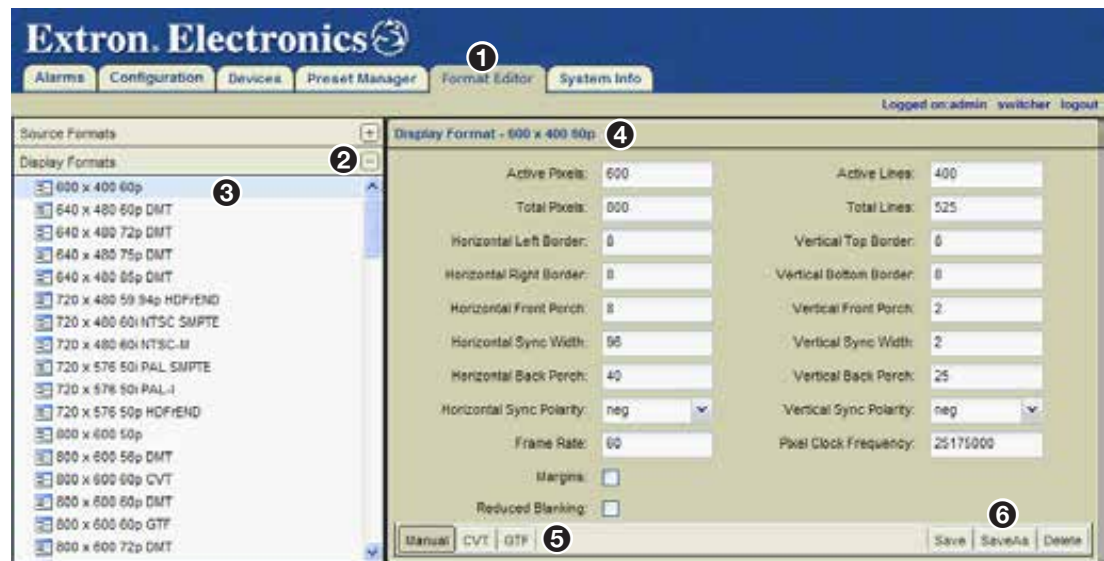 Extron. Electronics
1
Alarms Configuration Devices Preset Manager Format Editor System Info
Logged on:admin switcher logout
Source Formats +
Display Formats 2 -
600 x 400 60p 3
640 x 480 60p DMT
640 x 480 72p DMT
640 x 480 75p DMT
640 x 480 85p DMT
720 x 480 59.94p HDFrEND
720 x 480 60i NTSC SMPTE
720 x 480 60i NTSC-M
720 x 576 50i PAL SMPTE
720 x 576 50i PAL-I
720 x 576 50p HDFrEND
800 x 600 50p
800 x 600 56p DMT
800 x 600 60p CVT
800 x 600 60p DMT
800 x 600 60p GTF
800 x 600 72p DMT
Display Format - 600 x 400 60p 4
Active Pixels: 600 Active Lines: 400
Total Pixels: 800 Total Lines: 525
Horizontal Left Border: 8 Vertical Top Border: 8
Horizontal Right Border: 8 Vertical Bottom Border: 8
Horizontal Front Porch: 8 Vertical Front Porch: 2
Horizontal Sync Width: 96 Vertical Sync Width: 2
Horizontal Back Porch: 40 Vertical Back Porch: 25
Horizontal Sync Polarity: neg Vertical Sync Polarity: neg
Frame Rate: 60 Pixel Clock Frequency: 25175000
Margins:
Reduced Blanking:
6
Manual CVT GTF 5 Save SaveAs Delete